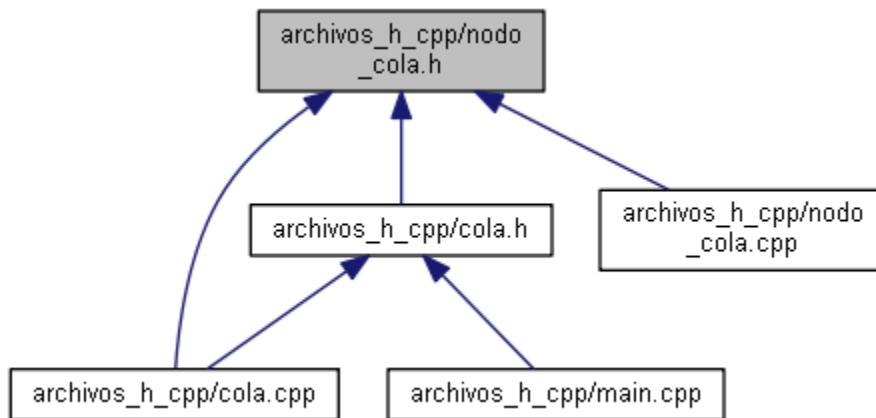 archivos_h_cpp/nodo
_cola.h
archivos_h_cpp/cola.h
archivos_h_cpp/nodo
_cola.cpp
archivos_h_cpp/cola.cpp
archivos_h_cpp/main.cpp